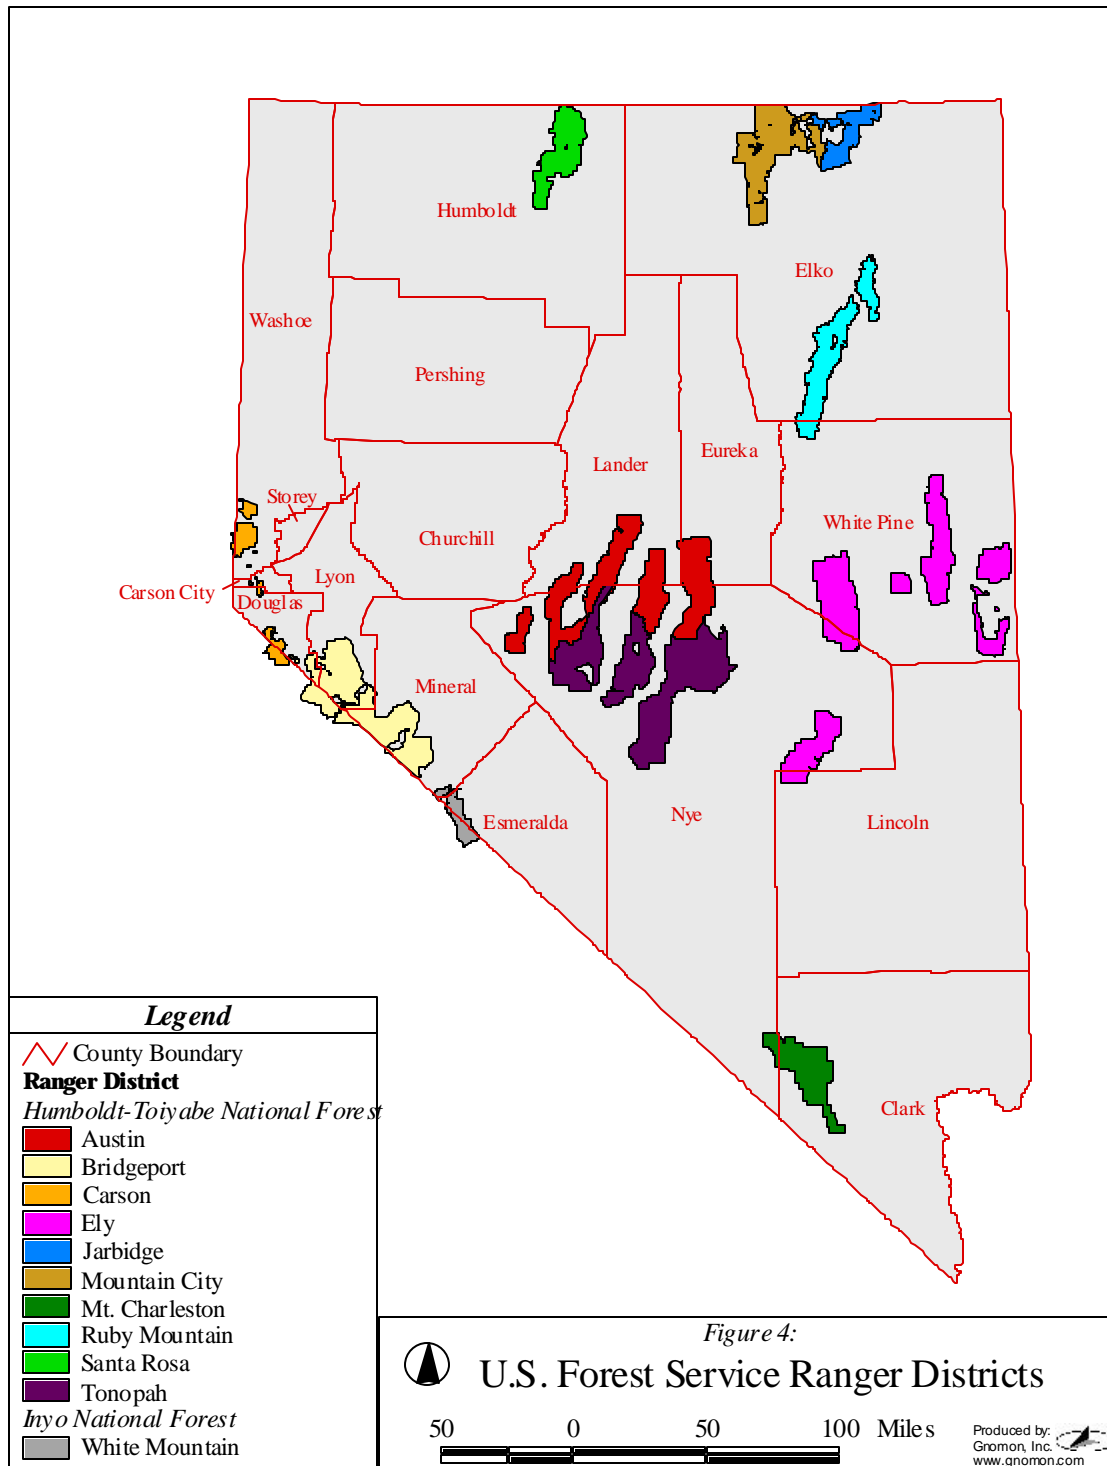 Humboldt
Elko
Washoe
Pershing
Lander
Eureka
Storey
White Pine
Churchill
Lyon
Carson City
Douglas
Mineral
Esmeralda
Nye
Lincoln
Clark
Legend
County Boundary
Ranger District
Humboldt-Toiyabe National Forest
Austin
Bridgeport
Carson
Ely
Jarbidge
Mountain City
Mt. Charleston
Ruby Mountain
Santa Rosa
Tonopah
Inyo National Forest
White Mountain
Figure 4:
U.S. Forest Service Ranger Districts
50 0 50 100 Miles
Produced by:
Gnomon, Inc.
www.gnomon.com